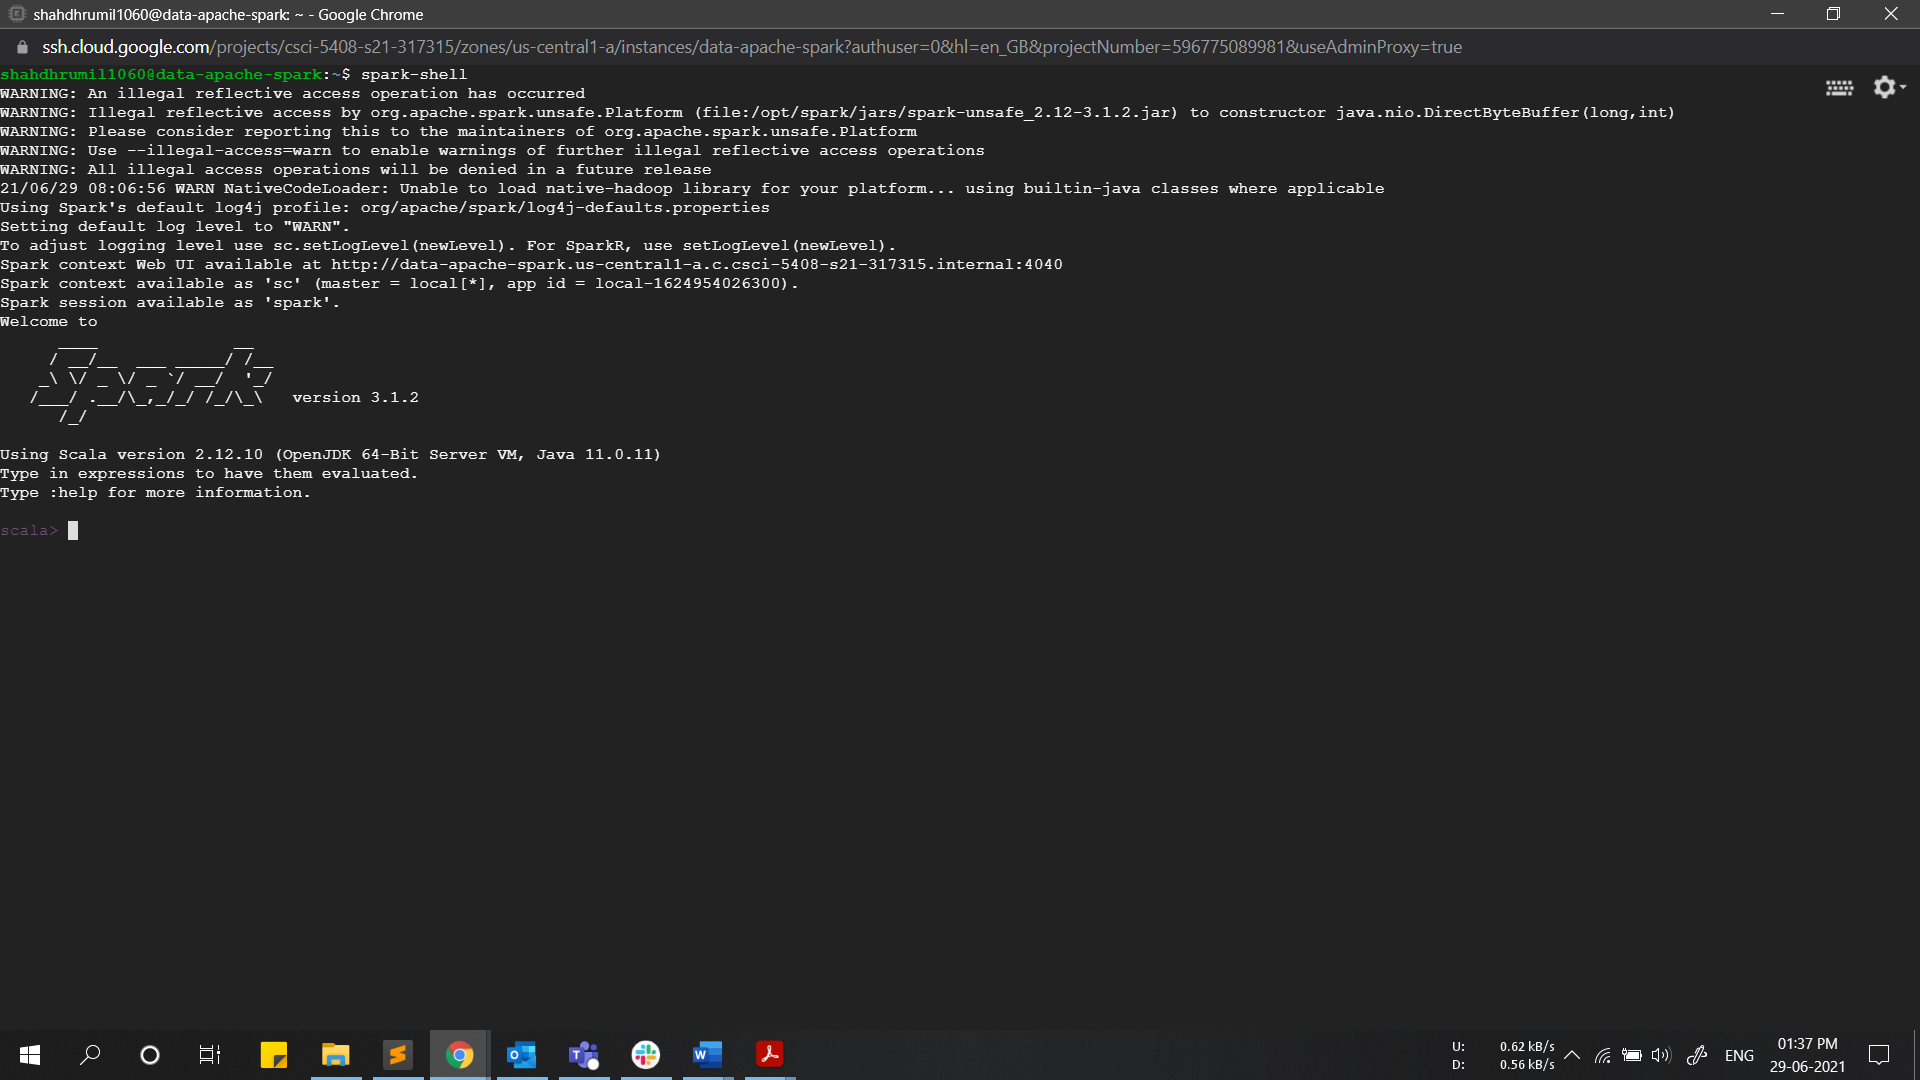 shahdhrumil1060@data-apache-spark: ~ - Google Chrome
ssh.cloud.google.com/projects/csci-5408-s21-317315/zones/us-central1-a/instances/data-apache-spark?authuser=0&hl=en_GB&projectNumber=596775089981&useAdminProxy=true
shahdhrumil1060@data-apache-spark:~$ spark-shell
WARNING: An illegal reflective access operation has occurred
WARNING: Illegal reflective access by org.apache.spark.unsafe.Platform (file:/opt/spark/jars/spark-unsafe_2.12-3.1.2.jar) to constructor java.nio.DirectByteBuffer(long,int)
WARNING: Please consider reporting this to the maintainers of org.apache.spark.unsafe.Platform
WARNING: Use --illegal-access=warn to enable warnings of further illegal reflective access operations
WARNING: All illegal access operations will be denied in a future release
21/06/29 08:06:56 WARN NativeCodeLoader: Unable to load native-hadoop library for your platform... using builtin-java classes where applicable
Using Spark's default log4j profile: org/apache/spark/log4j-defaults.properties
Setting default log level to "WARN".
To adjust logging level use sc.setLogLevel(newLevel). For SparkR, use setLogLevel(newLevel).
Spark context Web UI available at http://data-apache-spark.us-central1-a.c.csci-5408-s21-317315.internal:4040
Spark context available as 'sc' (master = local[*], app id = local-1624954026300).
Spark session available as 'spark'.
Welcome to
      ____              __
     / __/__  ___ _____/ /__
    _\ \/ _ \/ _ `/ __/  '_/
   /___/ .__/\_,_/_/ /_/\_\   version 3.1.2
      /_/
Using Scala version 2.12.10 (OpenJDK 64-Bit Server VM, Java 11.0.11)
Type in expressions to have them evaluated.
Type :help for more information.
scala>
U: 0.62 kB/s
D: 0.56 kB/s
ENG
01:37 PM
29-06-2021